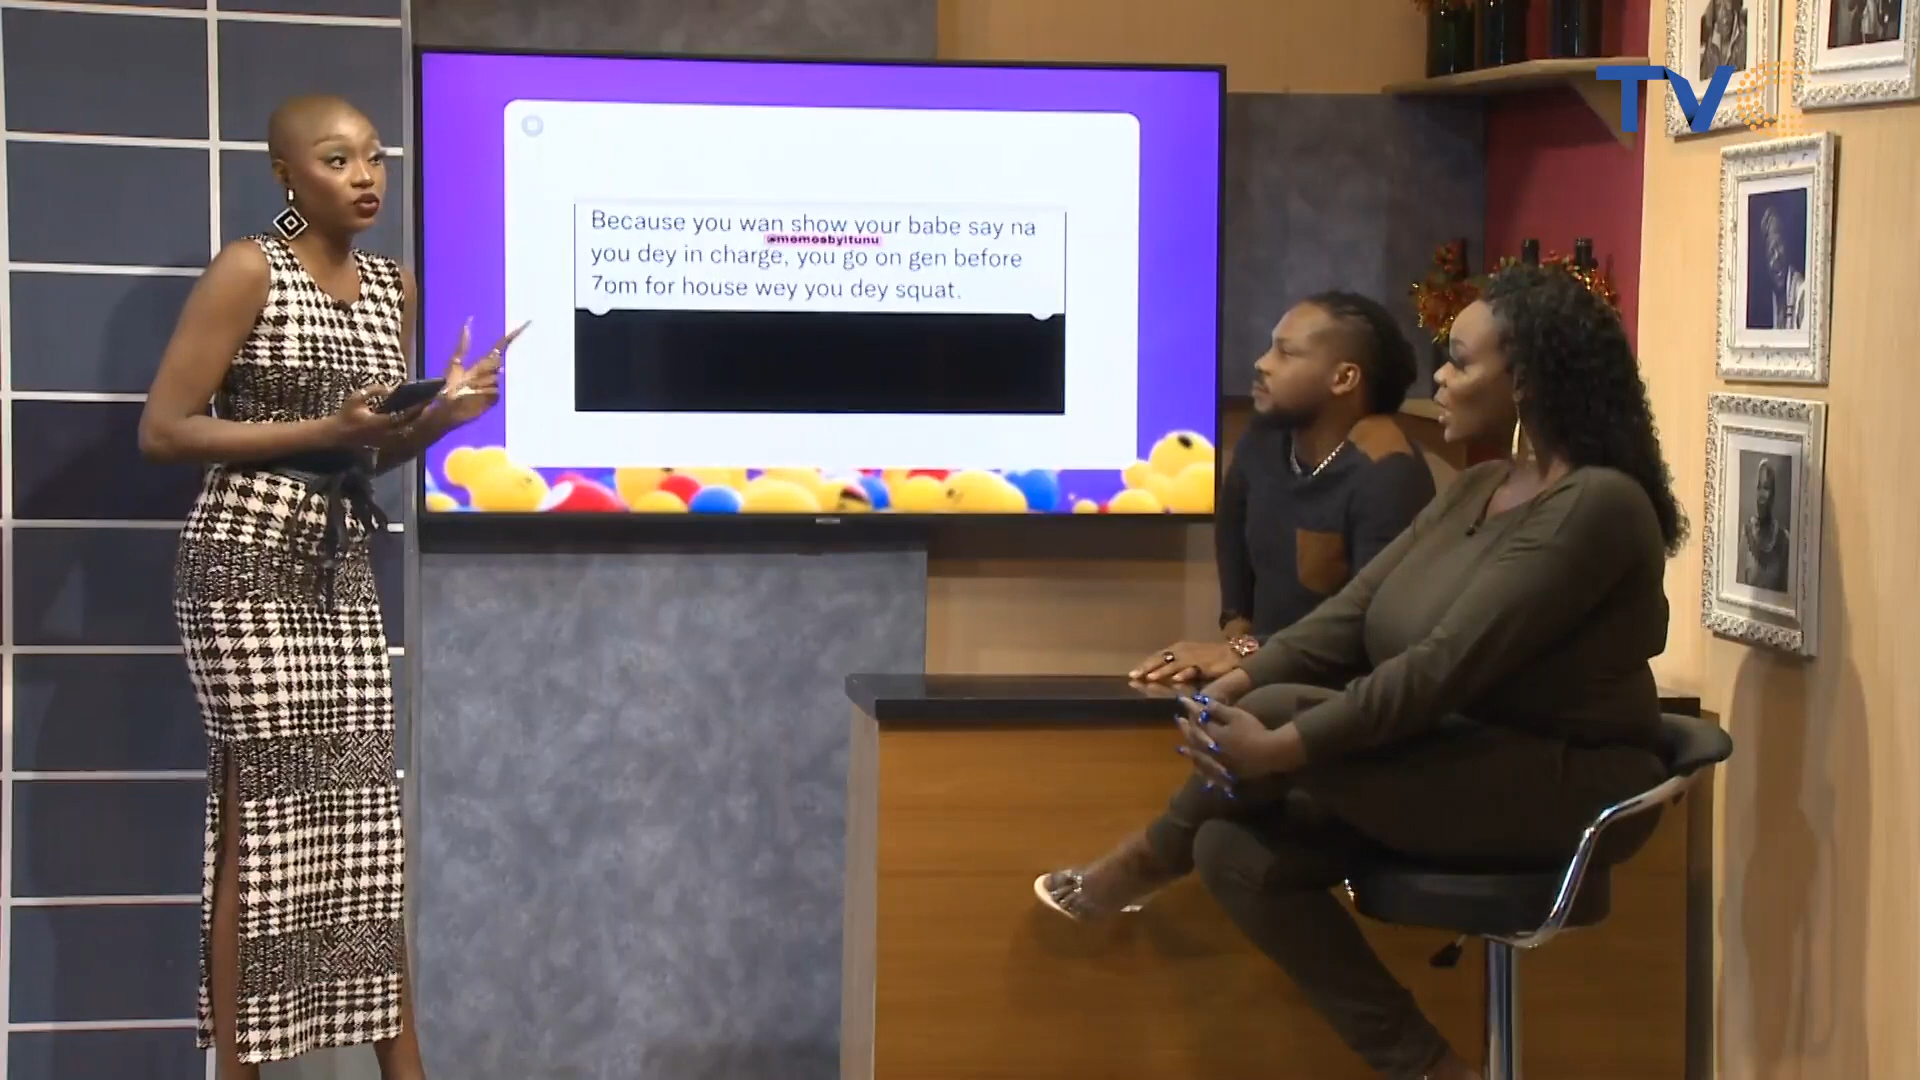 TVC
Because you wan show your babe say na
@memesbyitunu
you dey in charge, you go on gen before
7pm for house wey you dey squat.